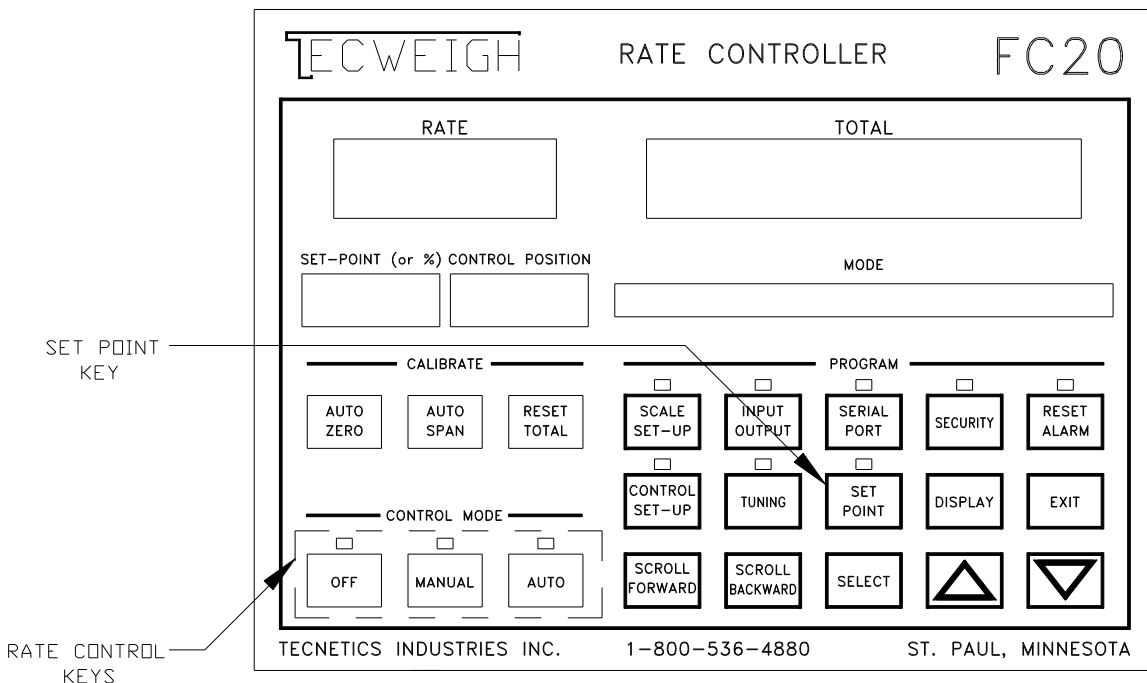 TECWEIGH RATE CONTROLLER FC20
RATE TOTAL
SET-POINT (or %) CONTROL POSITION MODE
SET POINT
KEY
CALIBRATE
AUTO
ZERO
AUTO
SPAN
RESET
TOTAL
PROGRAM
SCALE
SET-UP
INPUT
OUTPUT
SERIAL
PORT
SECURITY
RESET
ALARM
CONTROL
SET-UP
TUNING
SET
POINT
DISPLAY
EXIT
CONTROL MODE
OFF
MANUAL
AUTO
SCROLL
FORWARD
SCROLL
BACKWARD
SELECT
RATE CONTROL
KEYS
TECNETICS INDUSTRIES INC. 1-800-536-4880 ST. PAUL, MINNESOTA